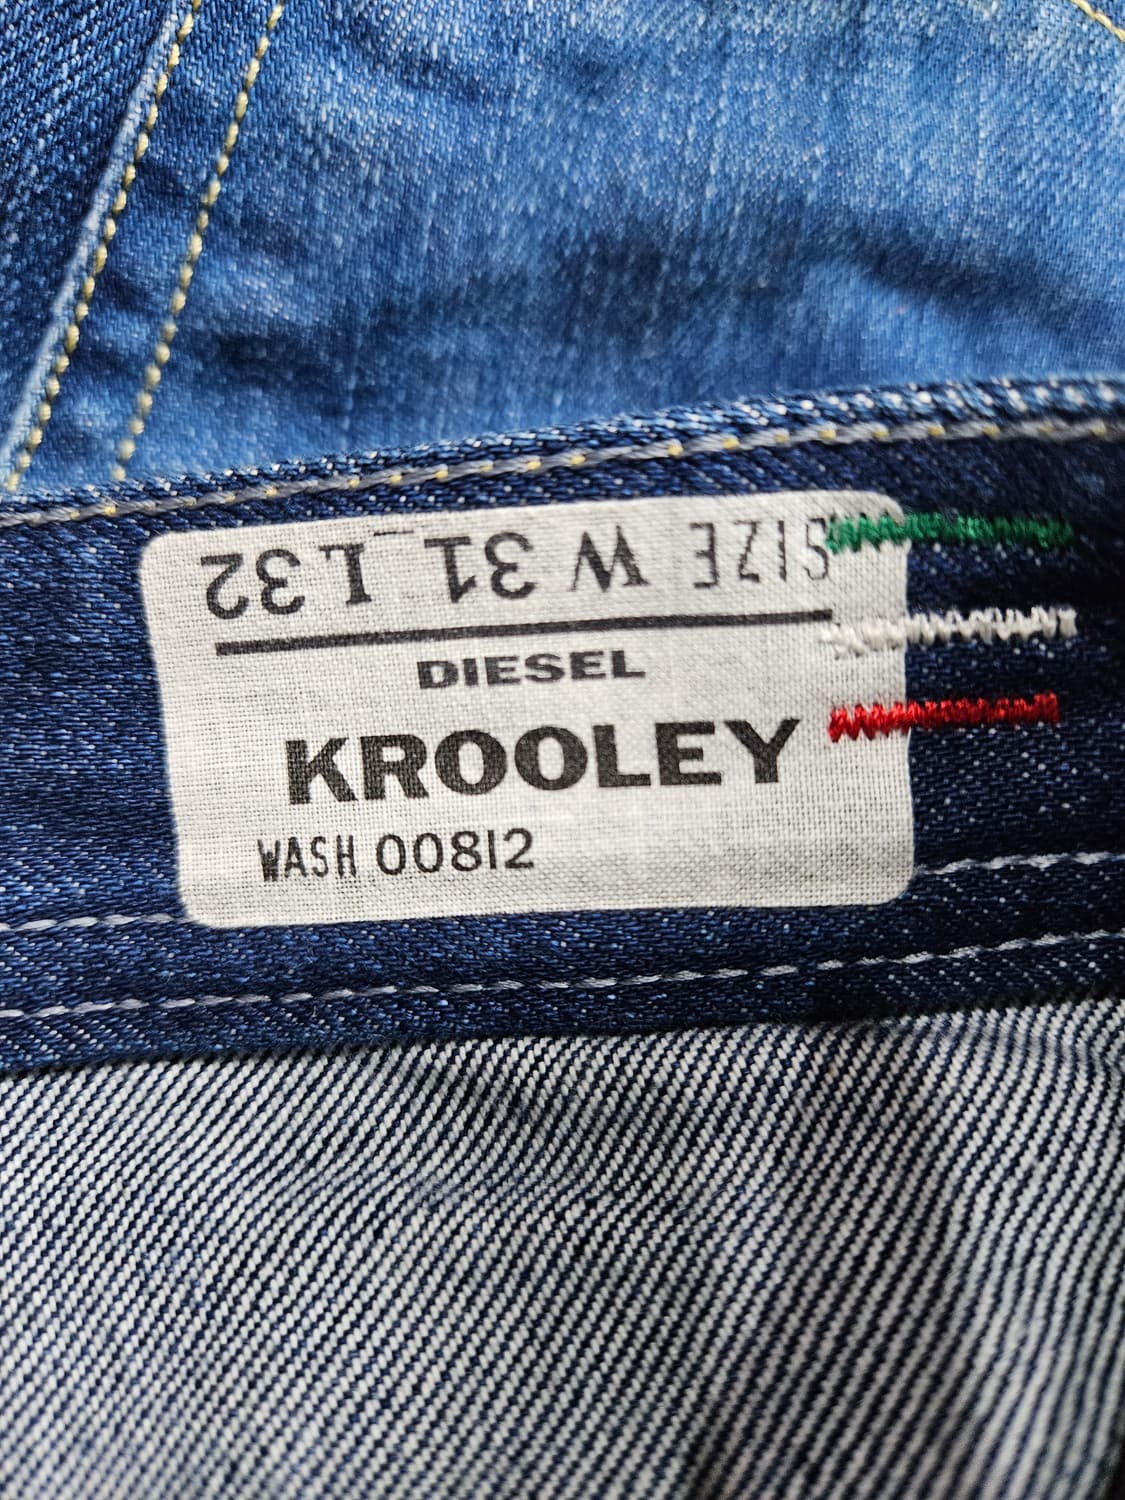 SIZE W 31 L 32
DIESEL
KROOLEY
WASH 00812